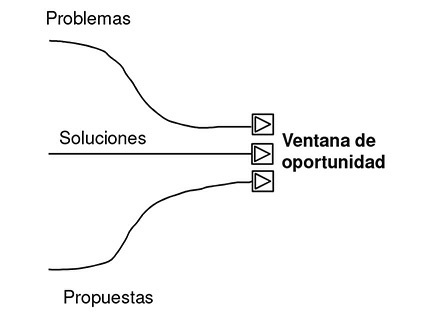 Problemas
Soluciones
Ventana de
oportunidad
Propuestas